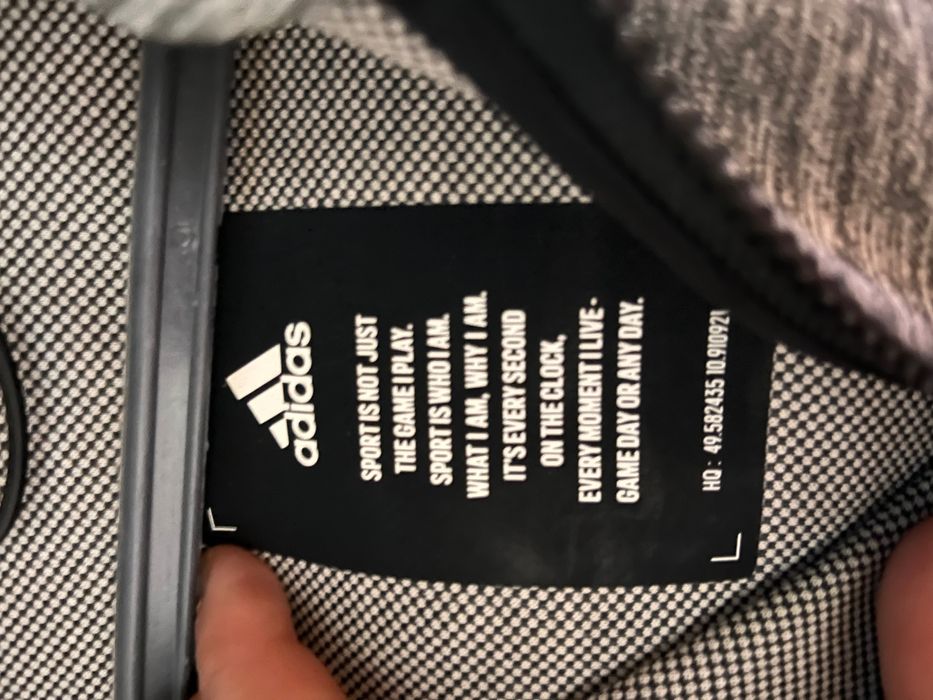 adidas
SPORT IS NOT JUST
THE GAME I PLAY.
SPORT IS WHO I AM.
WHAT I AM, WHY I AM.
IT'S EVERY SECOND
ON THE CLOCK,
EVERY MOMENT I LIVE-
GAME DAY OR ANY DAY.
HQ: 49.582435 10.910921